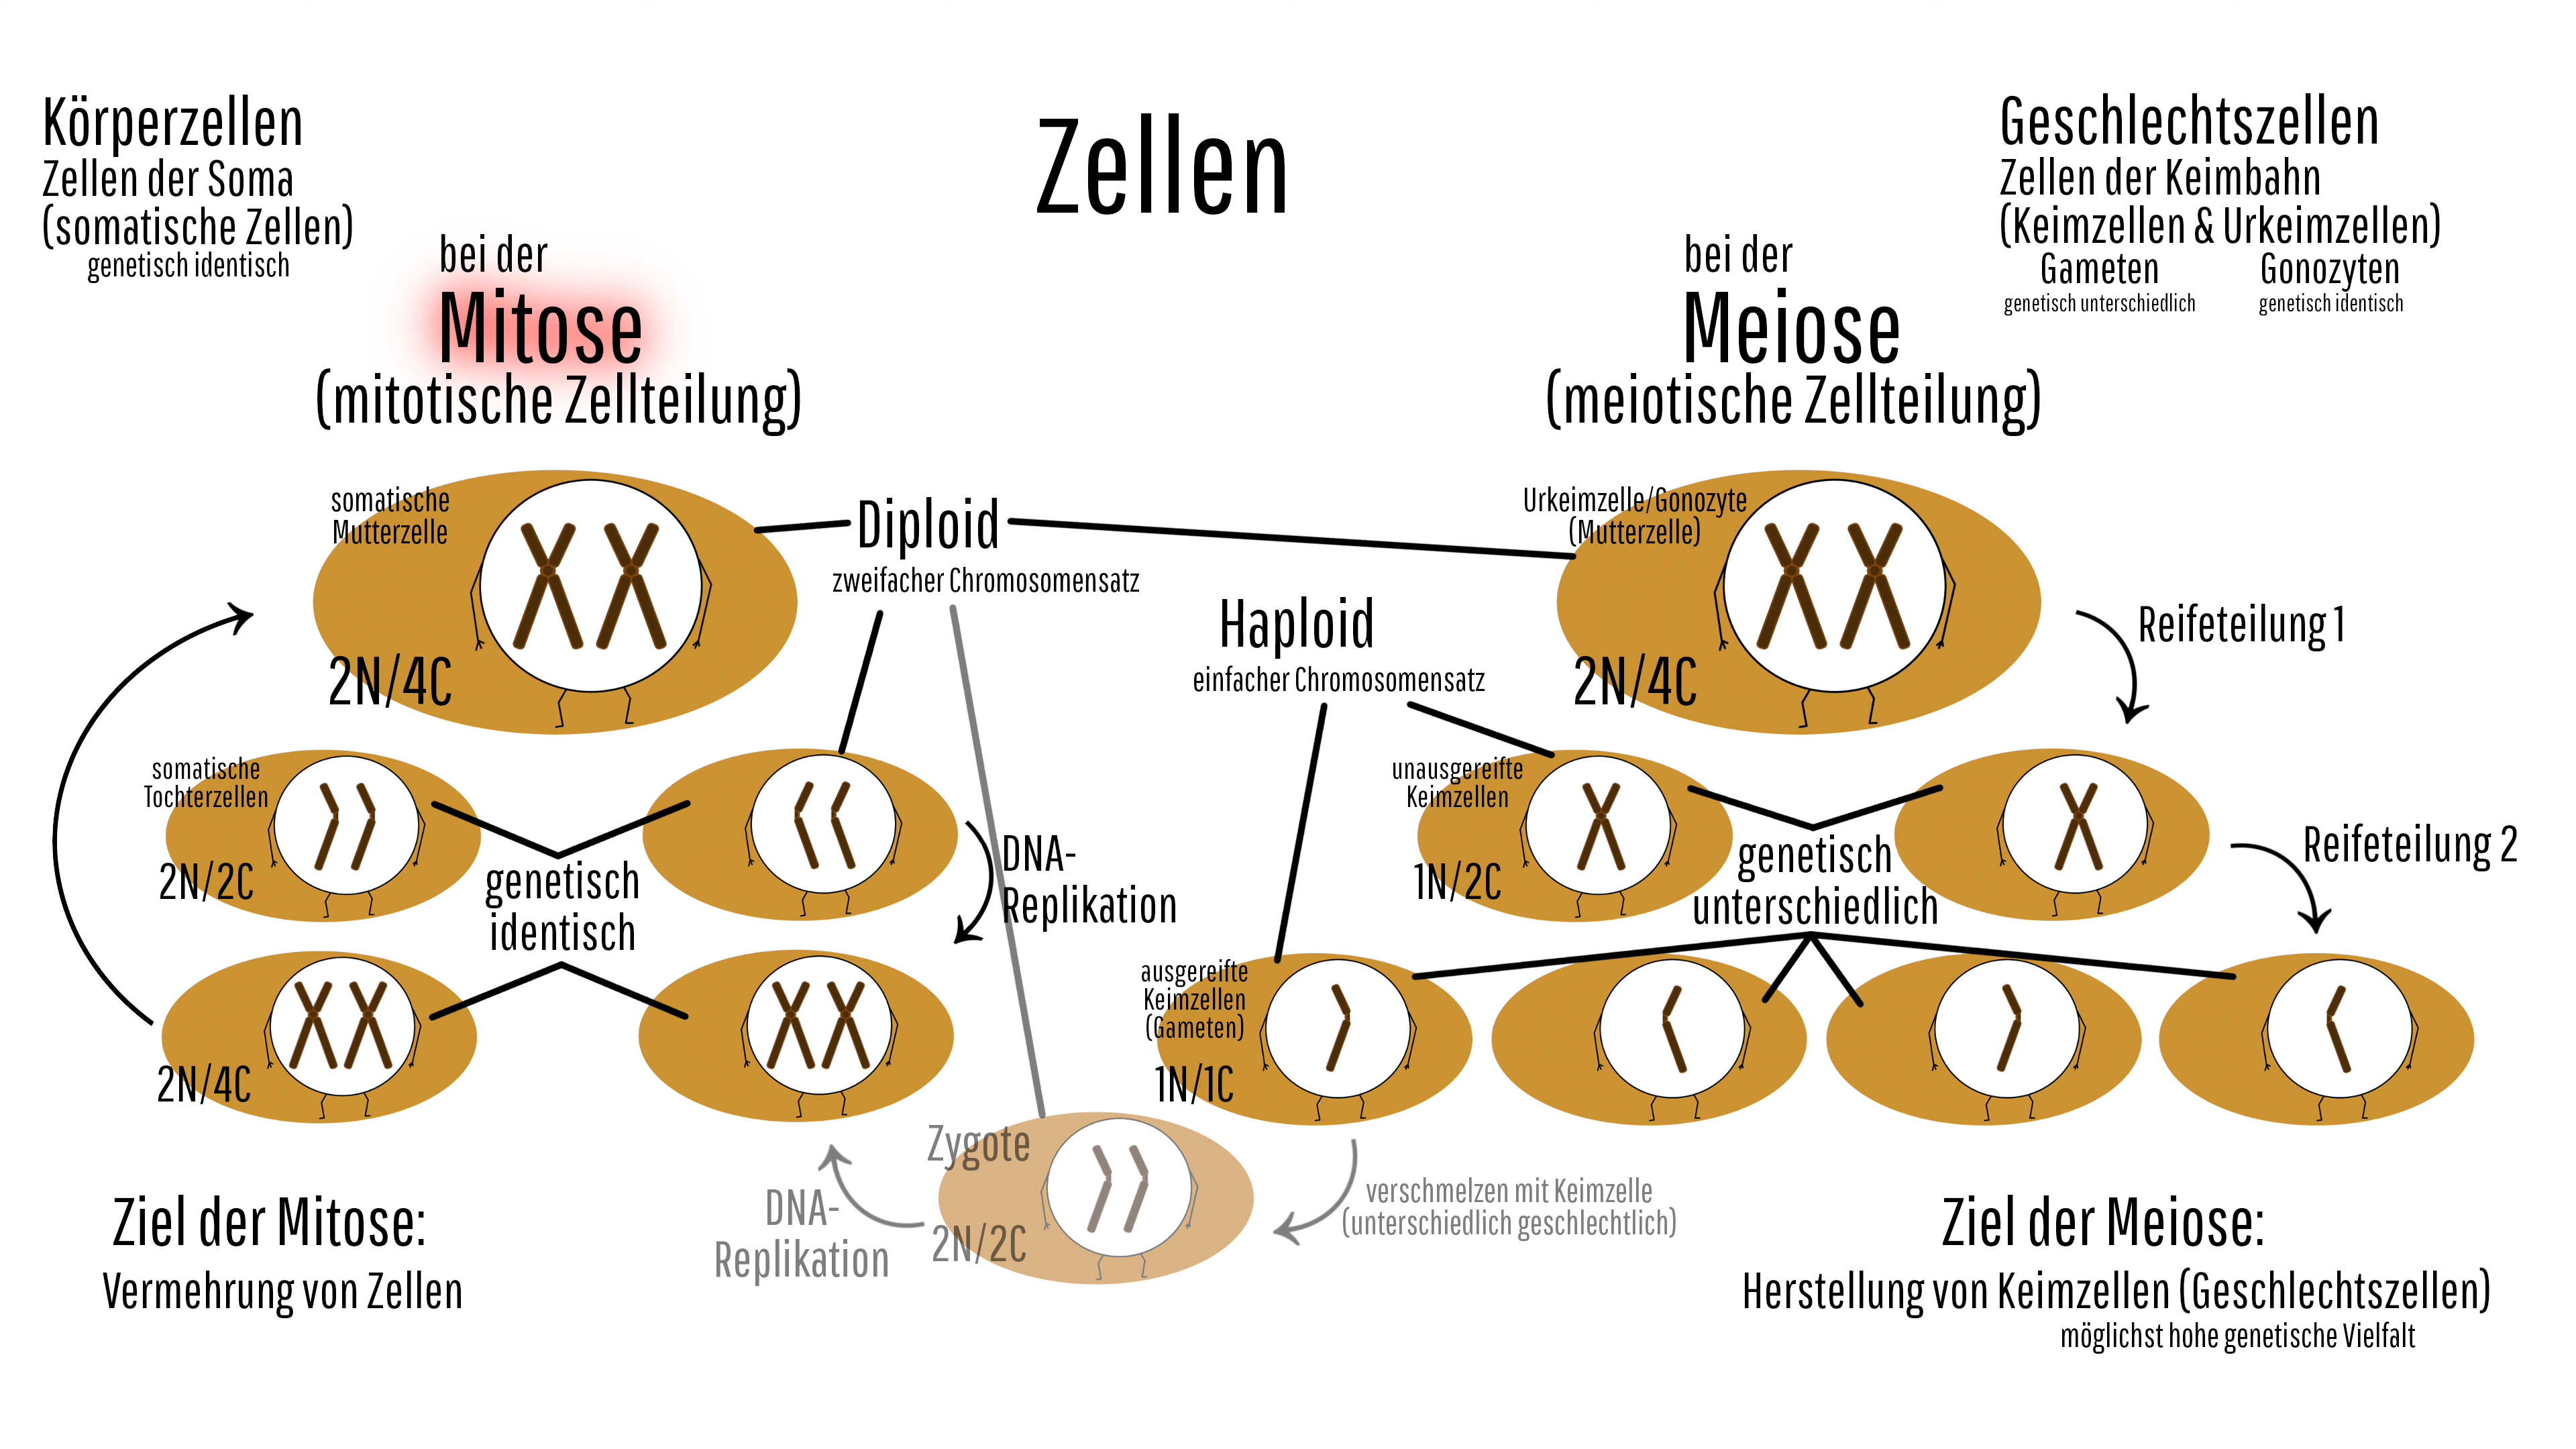 Zellen
Körperzellen
Zellen der Soma
(somatische Zellen)
genetisch identisch
bei der
Mitose
(mitotische Zellteilung)
bei der
Meiose
(meiotische Zellteilung)
Geschlechtszellen
Zellen der Keimbahn
(Keimzellen & Urkeimzellen)
Gameten Gonozyten
genetisch unterschiedlich genetisch identisch
somatische
Mutterzelle
2N/4C
Diploid
zweifacher Chromosomensatz
Haploid
einfacher Chromosomensatz
Urkeimzelle/Gonozyte
(Mutterzelle)
2N/4C
Reifeteilung 1
somatische
Tochterzellen
2N/2C
genetisch
identisch
DNA-
Replikation
2N/4C
unausgereifte
Keimzellen
1N/2C
genetisch
unterschiedlich
Reifeteilung 2
ausgereifte
Keimzellen
(Gameten)
1N/1C
Zygote
2N/2C
DNA-
Replikation
verschmelzen mit Keimzelle
(unterschiedlich geschlechtlich)
Ziel der Mitose:
Vermehrung von Zellen
Ziel der Meiose:
Herstellung von Keimzellen (Geschlechtszellen)
möglichst hohe genetische Vielfalt